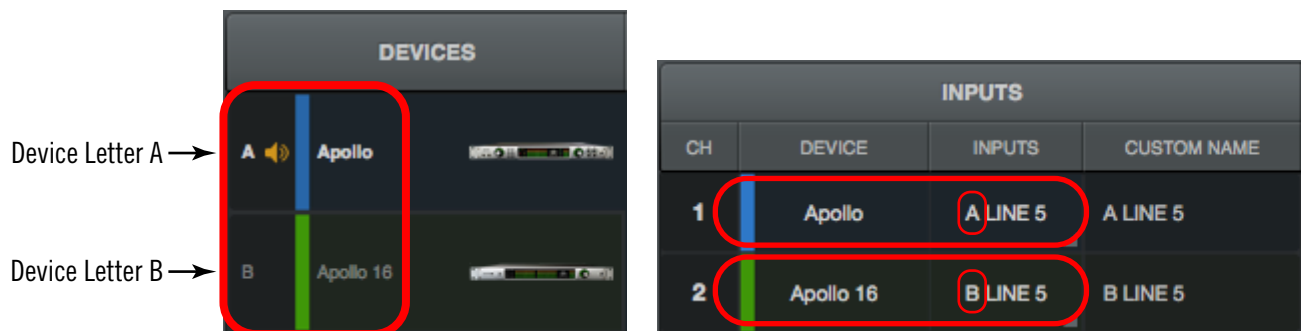 DEVICES
Device Letter A
A Apollo
Device Letter B
B Apollo 16
INPUTS
CH DEVICE INPUTS CUSTOM NAME
1 Apollo A LINE 5 A LINE 5
2 Apollo 16 B LINE 5 B LINE 5